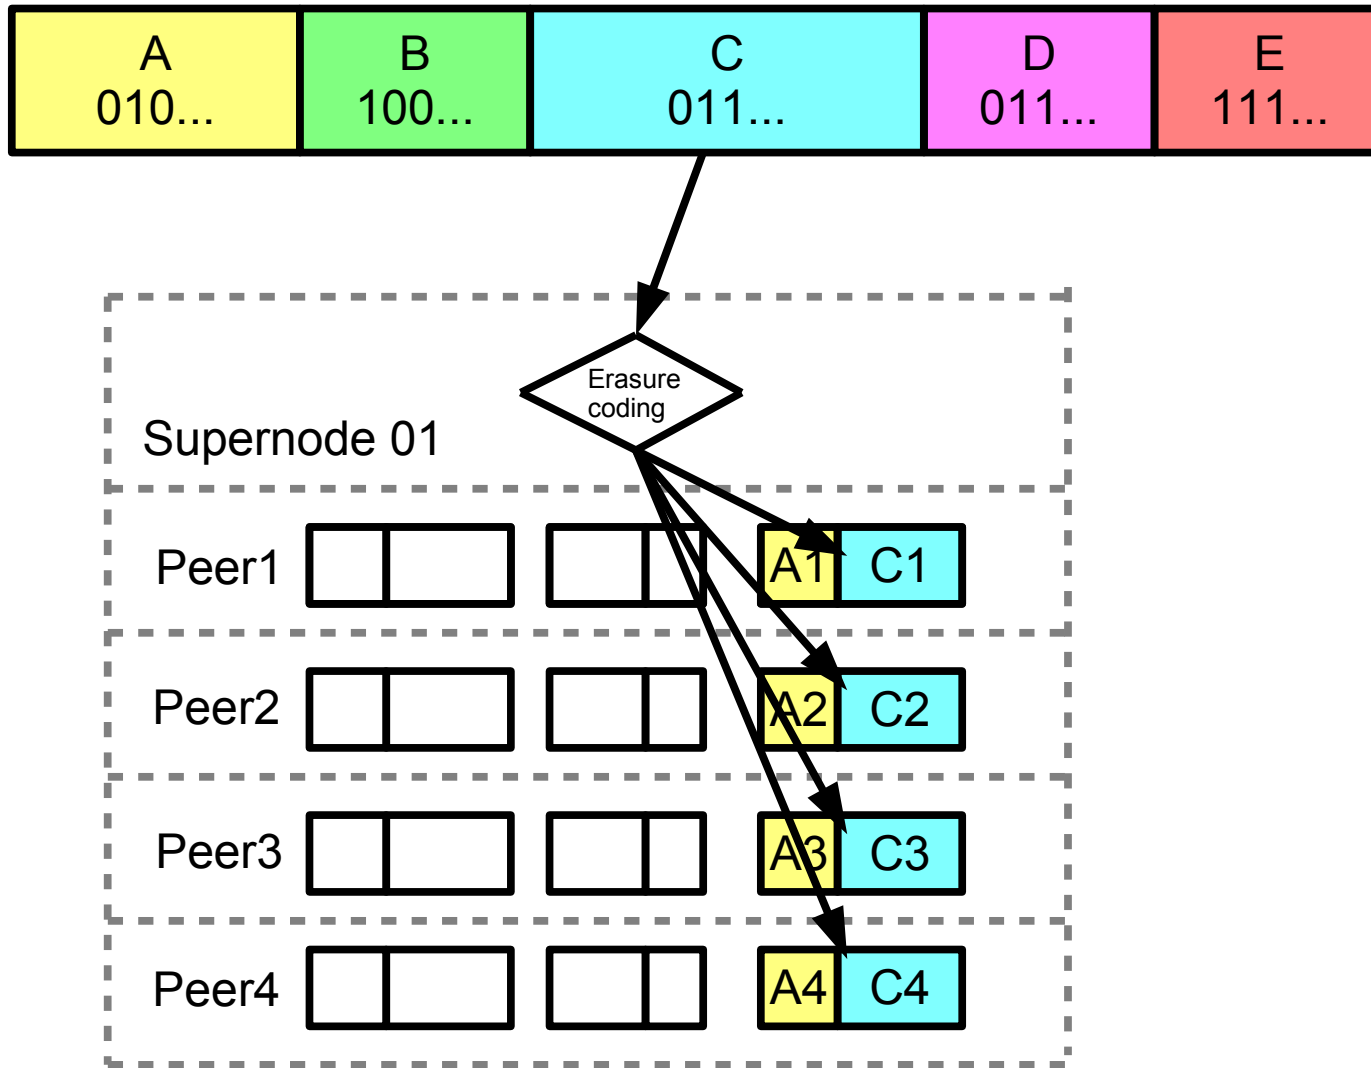 A B C D E
010... 100... 011... 011... 111...
Erasure
coding
Supernode 01
Peer1 A1 C1
Peer2 A2 C2
Peer3 A3 C3
Peer4 A4 C4